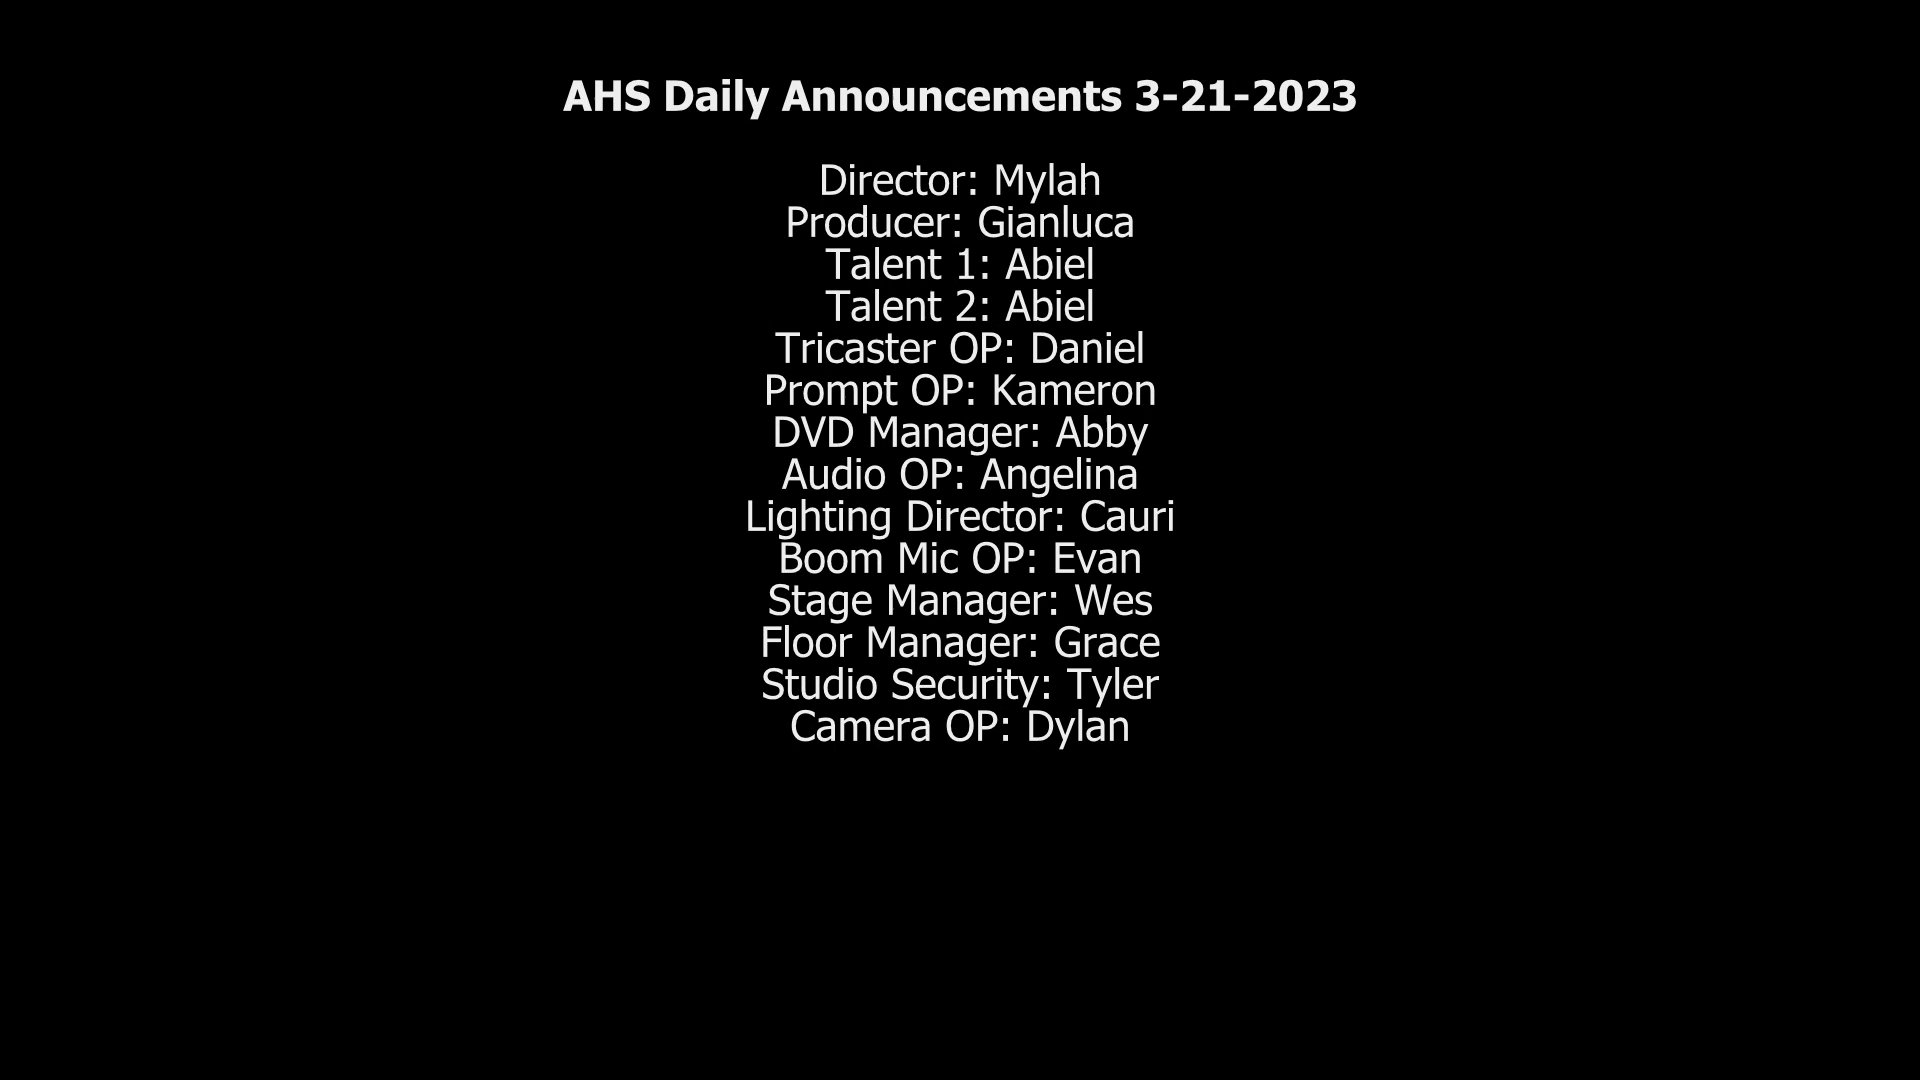 AHS Daily Announcements 3-21-2023
Director: Mylah
Producer: Gianluca
Talent 1: Abiel
Talent 2: Abiel
Tricaster OP: Daniel
Prompt OP: Kameron
DVD Manager: Abby
Audio OP: Angelina
Lighting Director: Cauri
Boom Mic OP: Evan
Stage Manager: Wes
Floor Manager: Grace
Studio Security: Tyler
Camera OP: Dylan